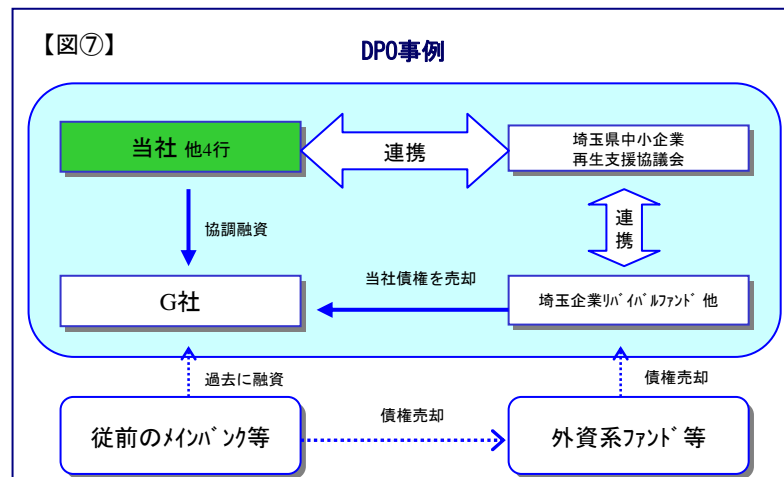 【図⑦】
DPO事例
当社 他4行
連携
埼玉県中小企業
再生支援協議会
協調融資
連
携
当社債権を売却
G社
埼玉企業ﾘﾊﾞｲﾊﾞﾙﾌｧﾝﾄﾞ 他
過去に融資
債権売却
債権売却
従前のﾒｲﾝﾊﾞﾝｸ等
外資系ﾌｧﾝﾄﾞ等